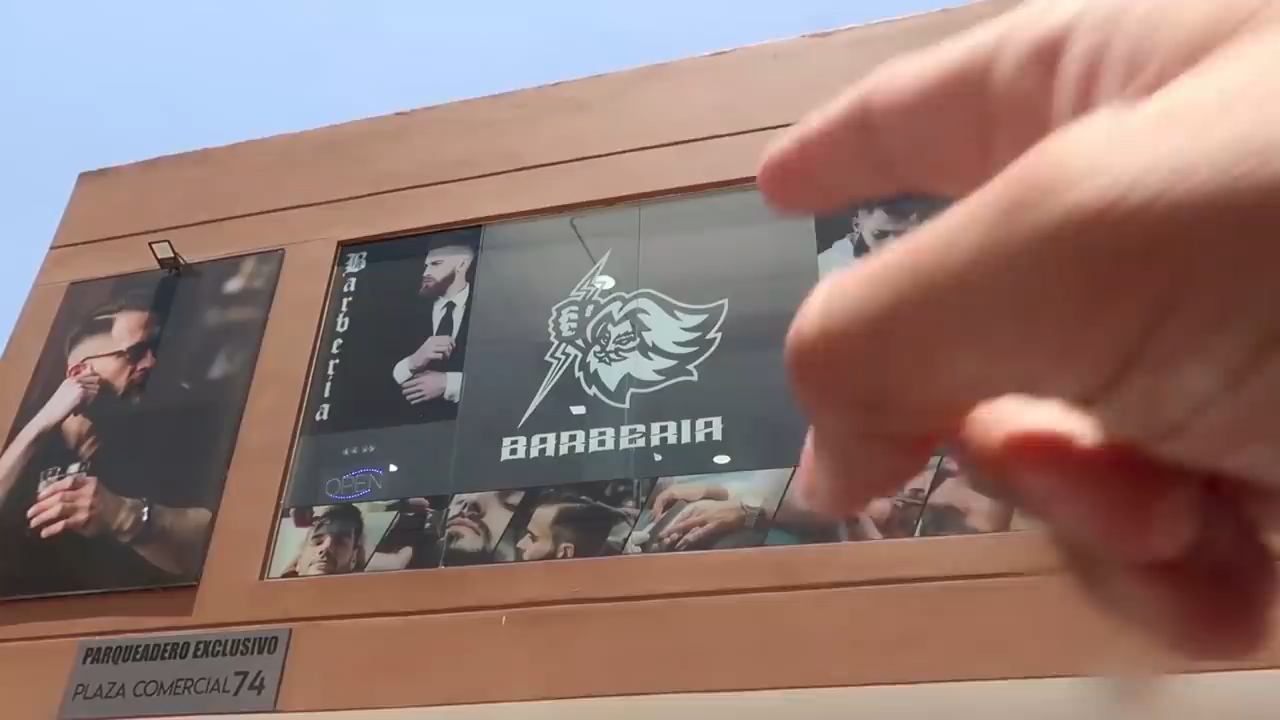 Barberia
BARBERIA
OPEN
PARQUEADERO EXCLUSIVO
PLAZA COMERCIAL 74